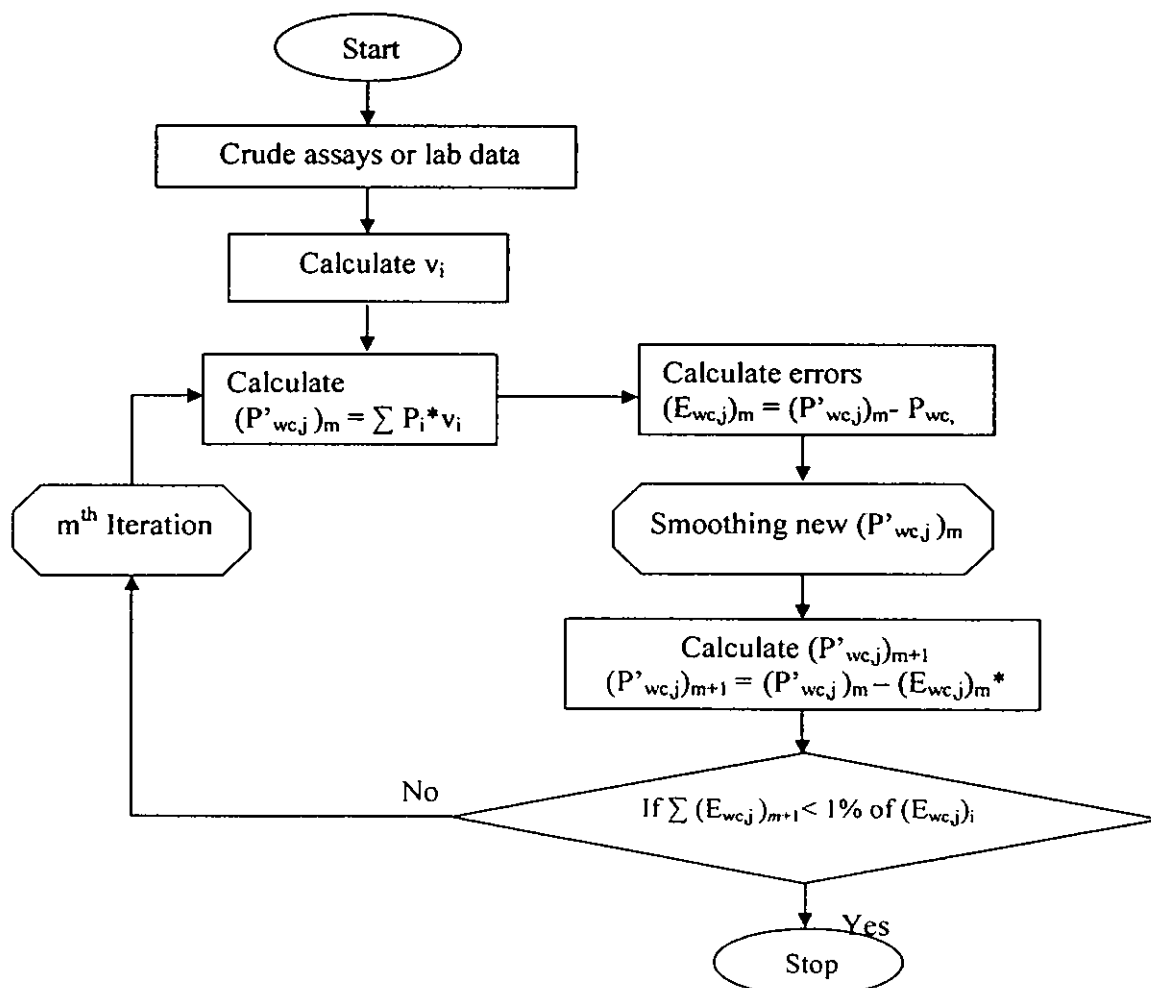 Start
Crude assays or lab data
Calculate vᵢ
Calculate
(P'wc,j)m = ∑ Pᵢ*vᵢ
Calculate errors
(Ewc,j)m = (P'wc,j)m- Pwc,
mth Iteration
Smoothing new (P'wc,j)m
Calculate (P'wc,j)m+1
(P'wc,j)m+1 = (P'wc,j)m – (Ewc,j)m*
No
If ∑ (Ewc,j)m+1< 1% of (Ewc,j)i
Yes
Stop